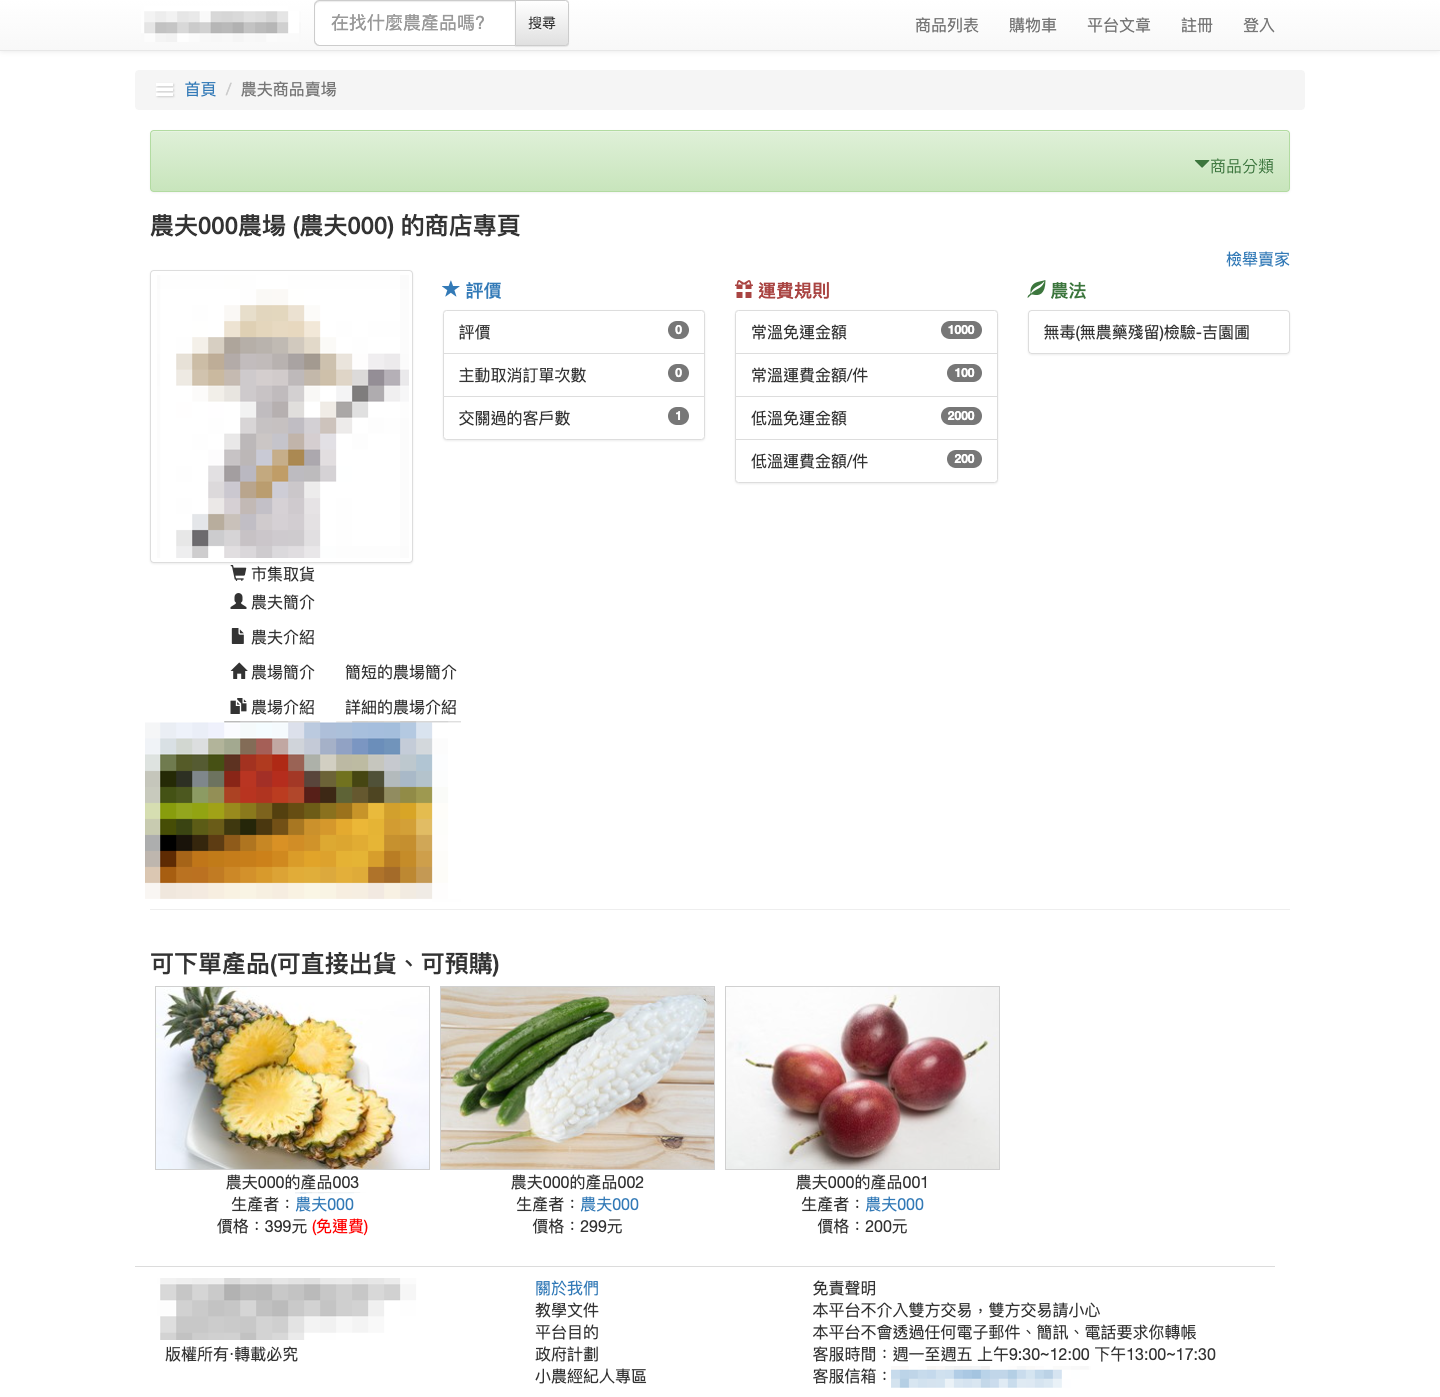 在找什麼農產品嗎?
搜尋
商品列表 購物車 平台文章 註冊 登入
首頁 / 農夫商品賣場
商品分類
農夫000農場 (農夫000) 的商店專頁
檢舉賣家
評價
評價 0
主動取消訂單次數 0
交關過的客戶數 1
運費規則
常溫免運金額 1000
常溫運費金額/件 100
低溫免運金額 2000
低溫運費金額/件 200
農法
無毒(無農藥殘留)檢驗-吉園圃
市集取貨
農夫簡介
農夫介紹
農場簡介 簡短的農場簡介
農場介紹 詳細的農場介紹
可下單產品(可直接出貨、可預購)
農夫000的產品003
生產者：農夫000
價格：399元 (免運費)
農夫000的產品002
生產者：農夫000
價格：299元
農夫000的產品001
生產者：農夫000
價格：200元
版權所有·轉載必究
關於我們
教學文件
平台目的
政府計劃
小農經紀人專區
免責聲明
本平台不介入雙方交易，雙方交易請小心
本平台不會透過任何電子郵件、簡訊、電話要求你轉帳
客服時間：週一至週五 上午9:30~12:00 下午13:00~17:30
客服信箱：